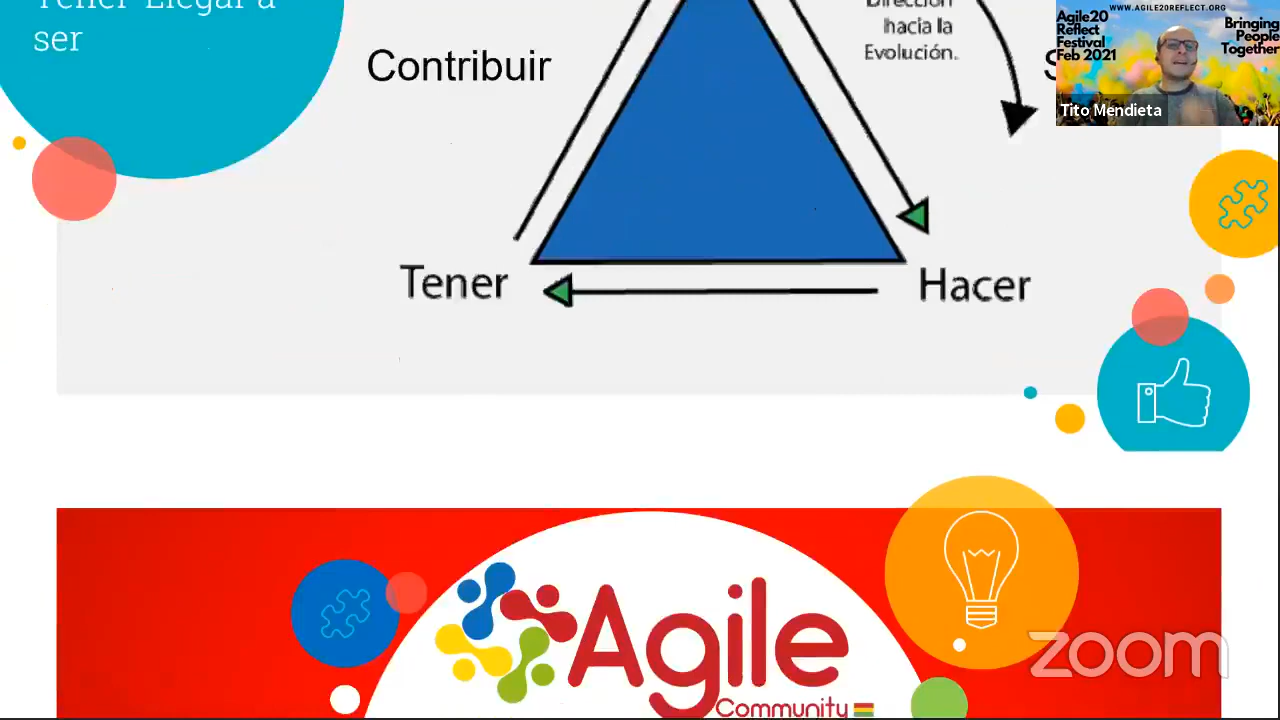 Tener Llegar a
ser
Contribuir
Dirección
hacia la
Evolución.
Tener
Hacer
WWW.AGILE20REFLECT.ORG
Agile20
Reflect
Festival
Feb 2021
Bringing
People
Together
Tito Mendieta
Agile
Community
zoom